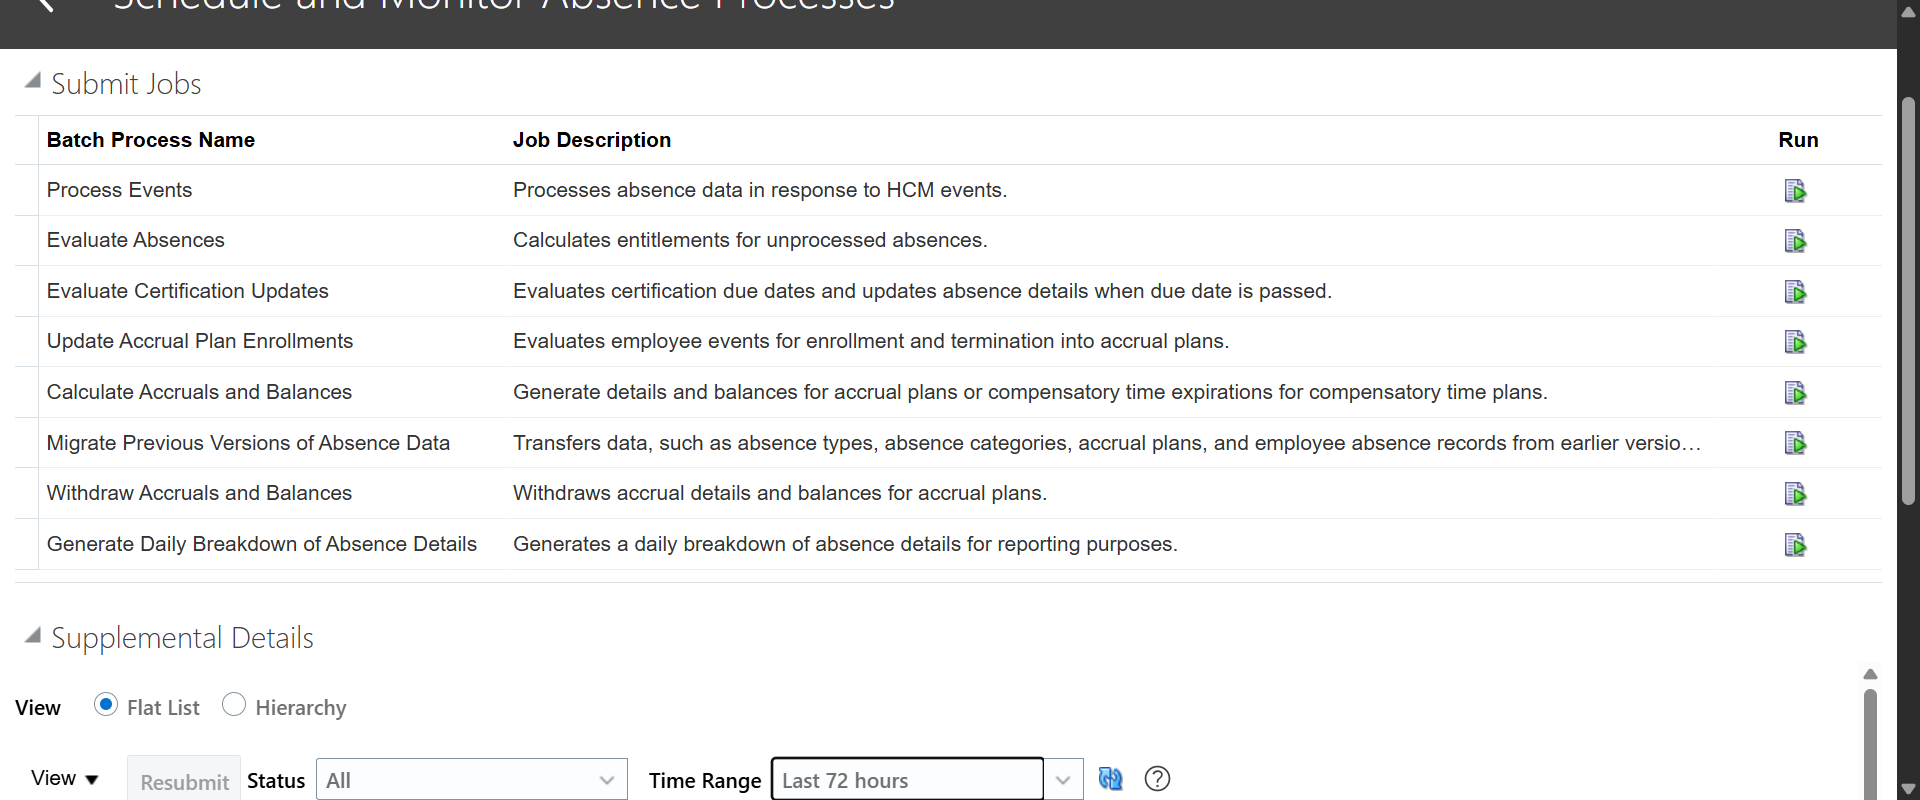 Schedule and Monitor Absence Processes
Submit Jobs
Batch Process Name Job Description Run
Process Events Processes absence data in response to HCM events.
Evaluate Absences Calculates entitlements for unprocessed absences.
Evaluate Certification Updates Evaluates certification due dates and updates absence details when due date is passed.
Update Accrual Plan Enrollments Evaluates employee events for enrollment and termination into accrual plans.
Calculate Accruals and Balances Generate details and balances for accrual plans or compensatory time expirations for compensatory time plans.
Migrate Previous Versions of Absence Data Transfers data, such as absence types, absence categories, accrual plans, and employee absence records from earlier versio...
Withdraw Accruals and Balances Withdraws accrual details and balances for accrual plans.
Generate Daily Breakdown of Absence Details Generates a daily breakdown of absence details for reporting purposes.
Supplemental Details
View Flat List Hierarchy
View Resubmit Status All Time Range Last 72 hours ?